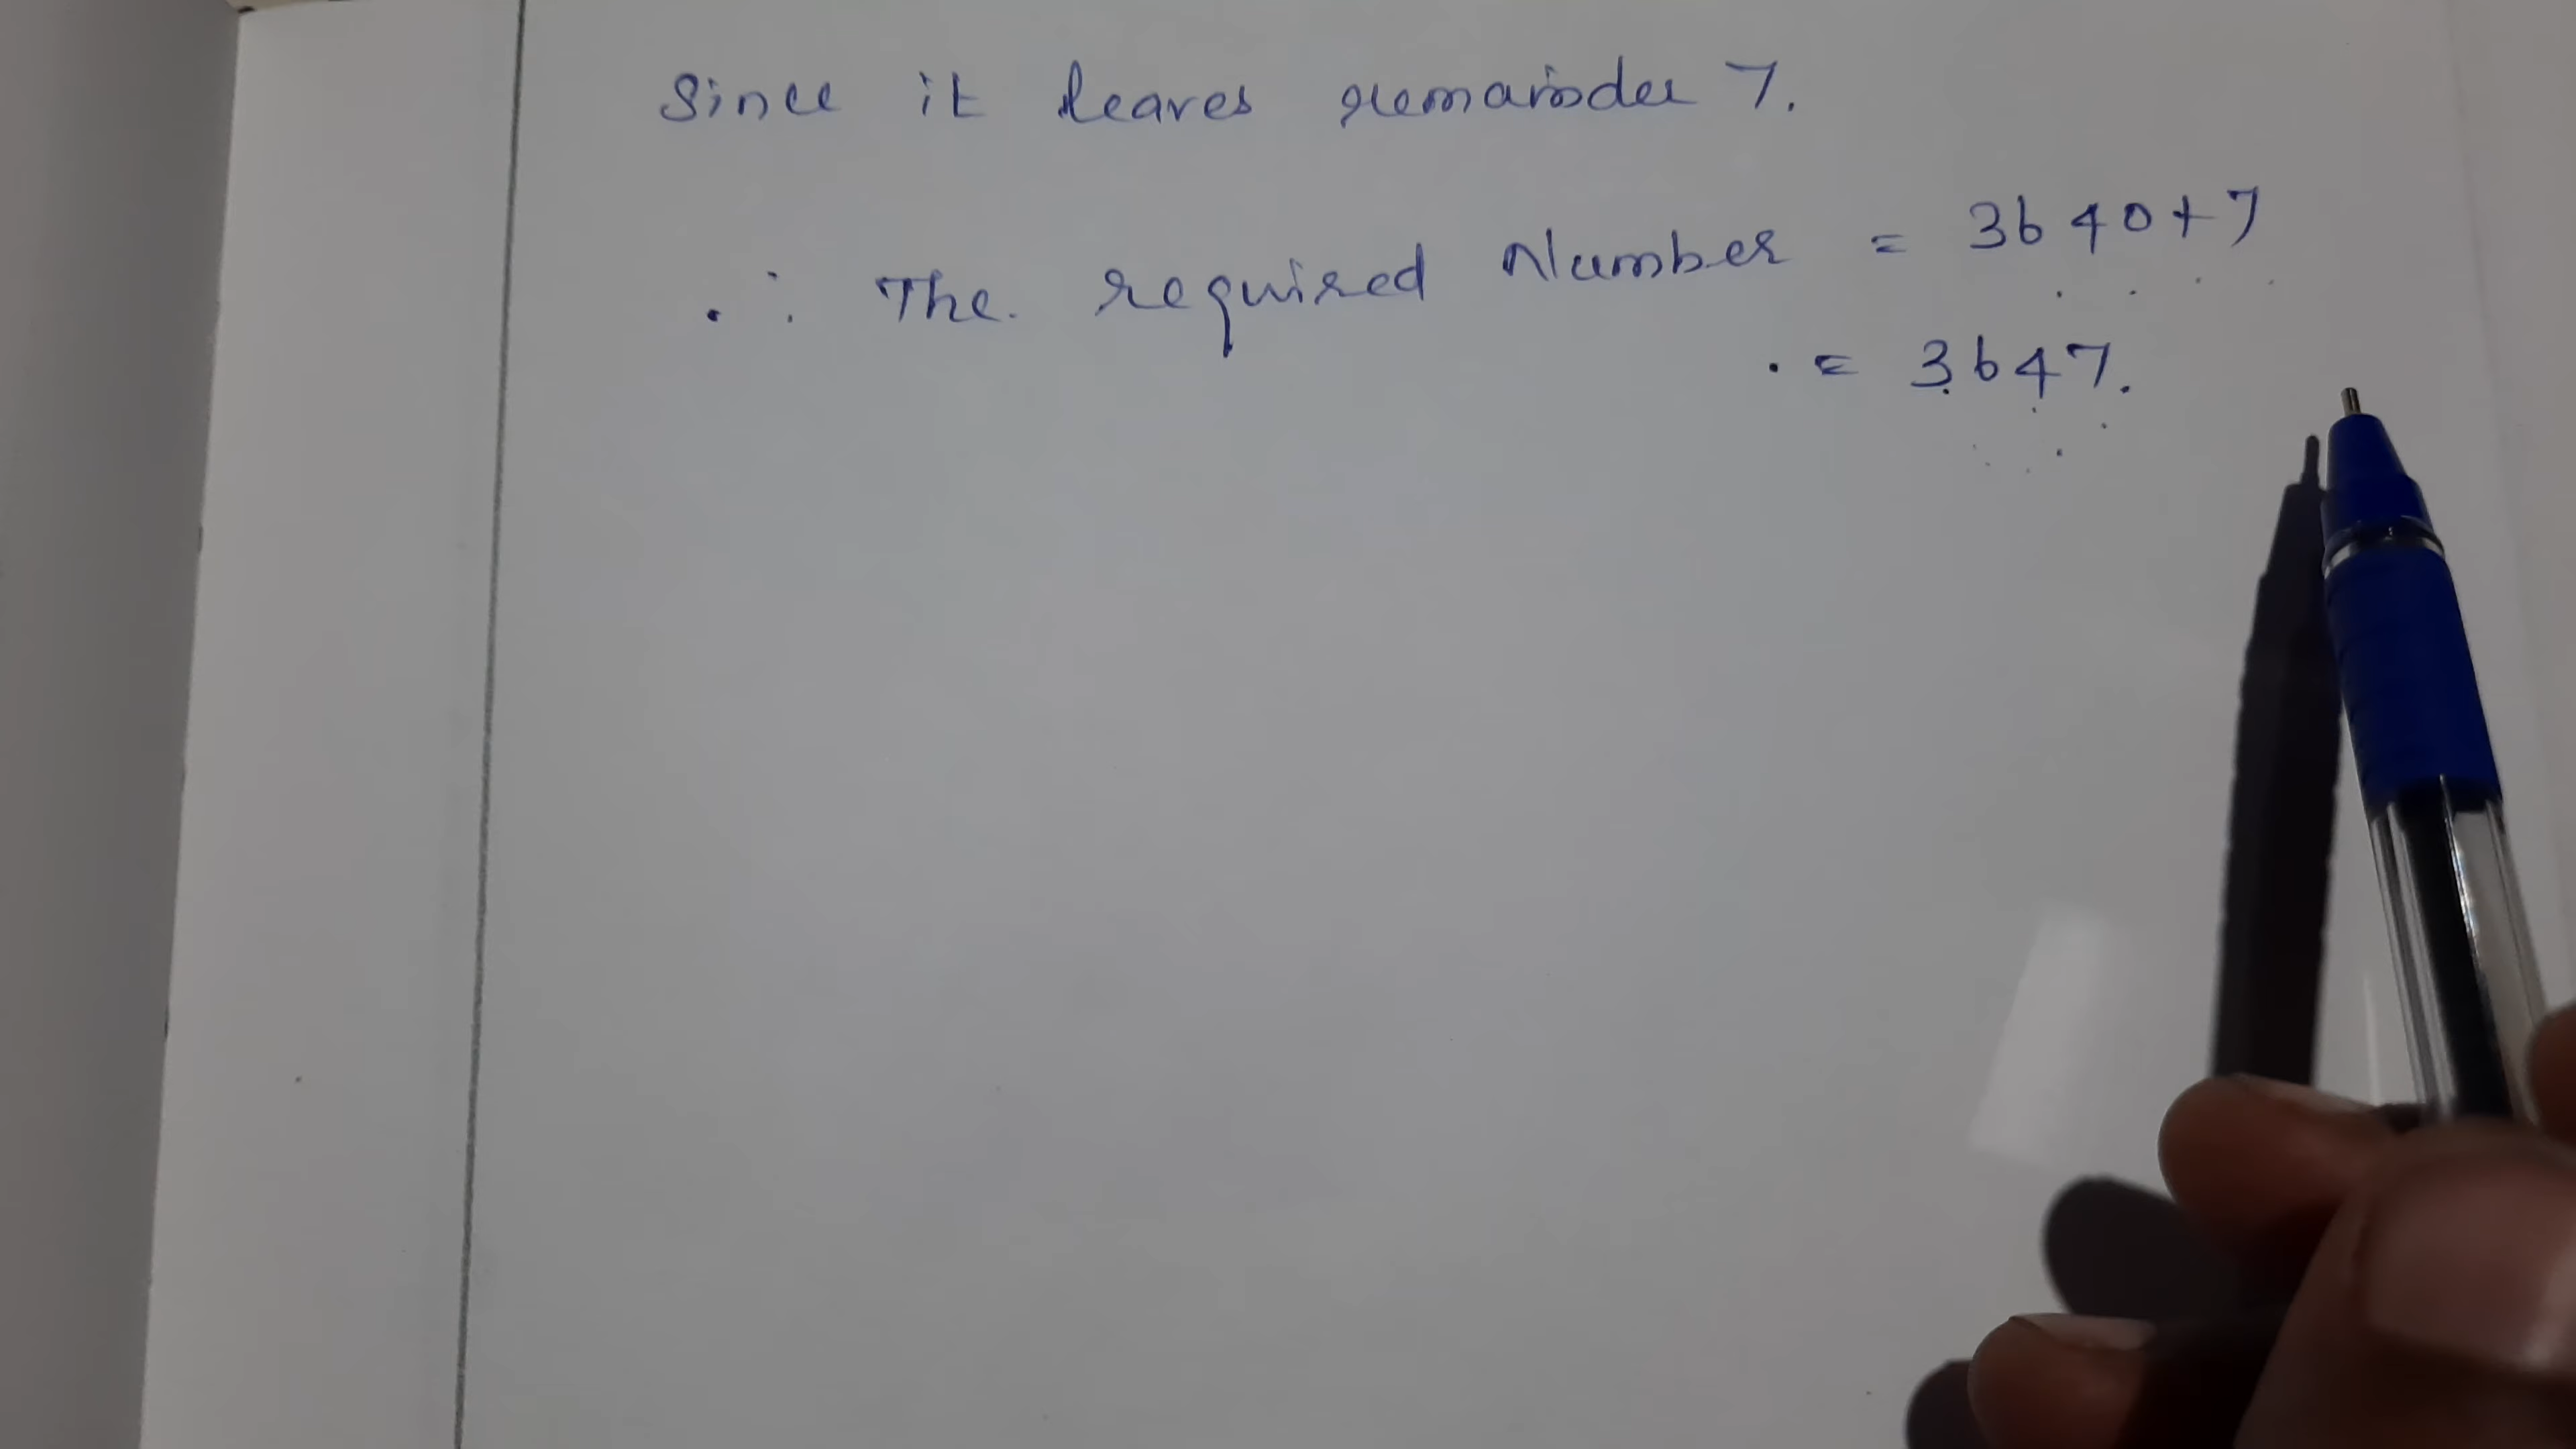 Since it leaves remainder 7.
∴ The required Number = 3640+7
= 3647.